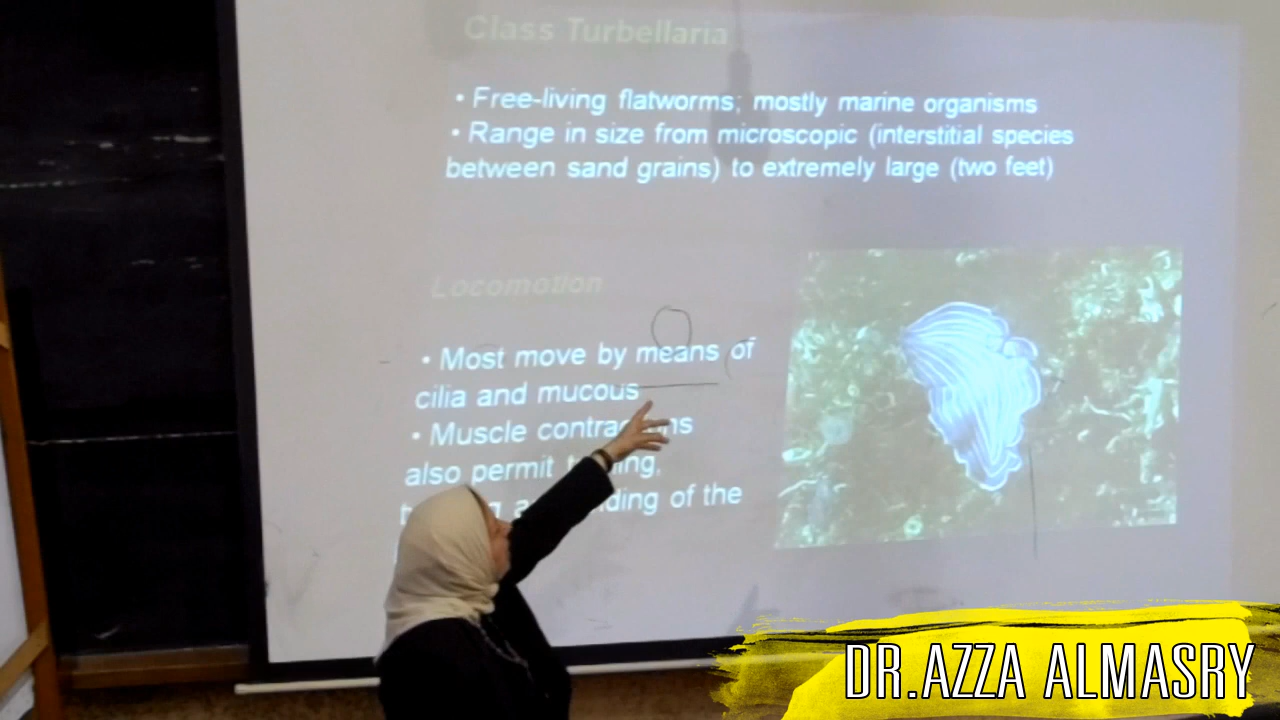 Class Turbellaria
• Free-living flatworms; mostly marine organisms
• Range in size from microscopic (interstitial species
between sand grains) to extremely large (two feet)
Locomotion
• Most move by means of
cilia and mucous
• Muscle
also permit
of the
DR.AZZA ALMASRY